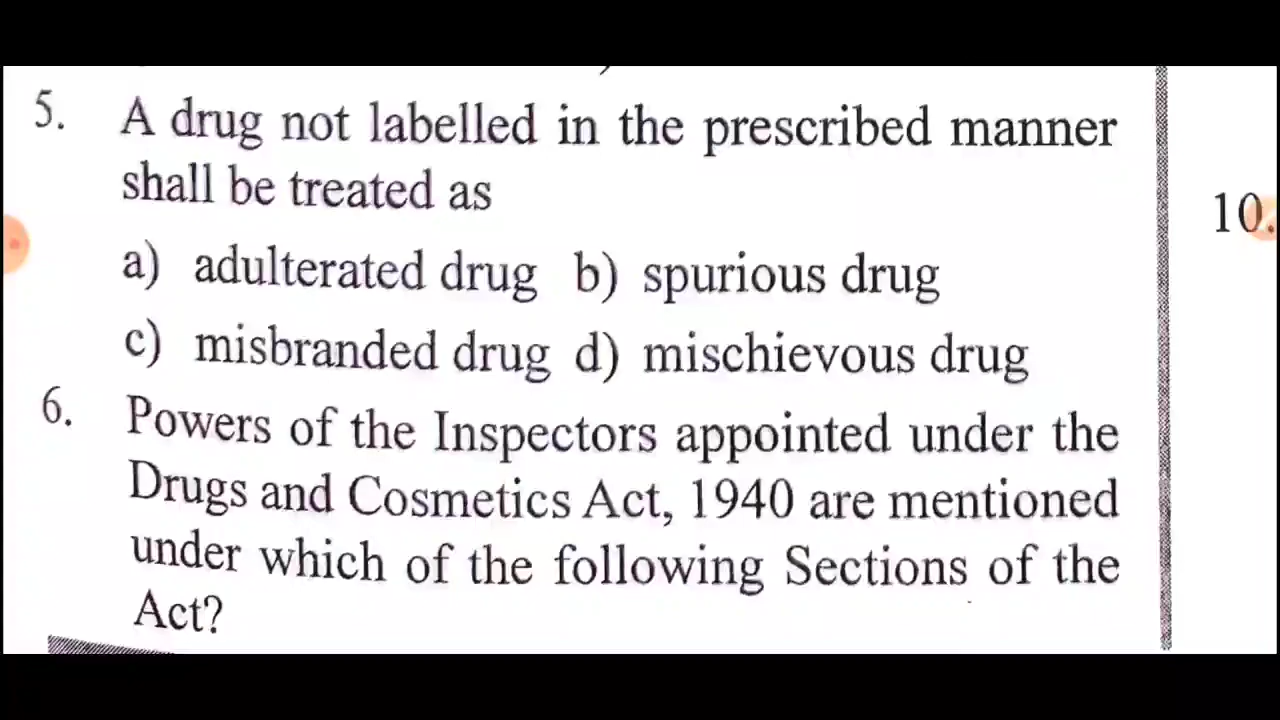 5. A drug not labelled in the prescribed manner
shall be treated as
a) adulterated drug b) spurious drug
c) misbranded drug d) mischievous drug
6. Powers of the Inspectors appointed under the
Drugs and Cosmetics Act, 1940 are mentioned
under which of the following Sections of the
Act?
10.